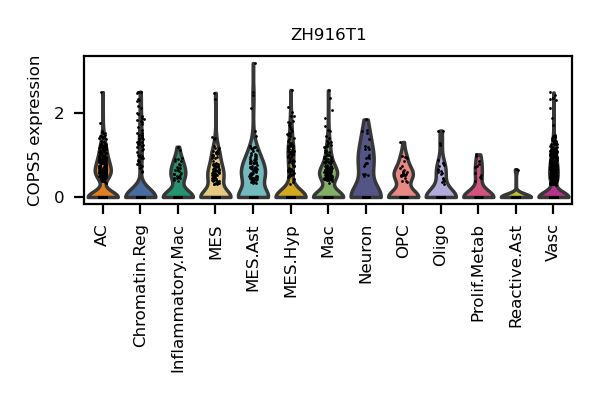 ZH916T1
COPS5 expression
2
0
AC
Chromatin.Reg
Inflammatory.Mac
MES
MES.Ast
MES.Hyp
Mac
Neuron
OPC
Oligo
Prolif.Metab
Reactive.Ast
Vasc